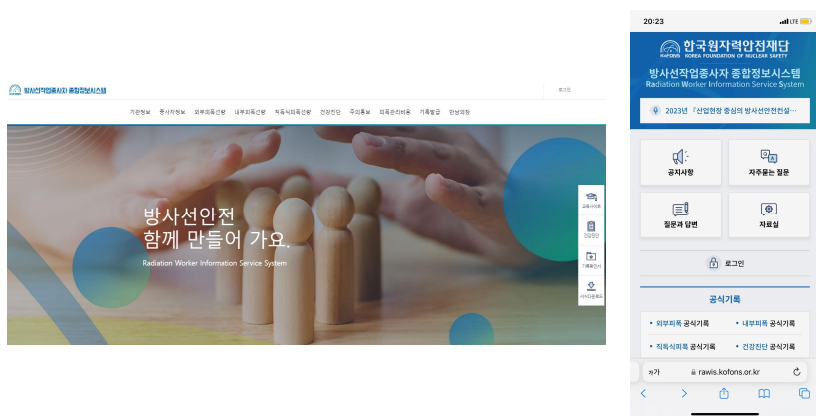 방사선작업종사자 종합정보시스템
로그인
기관정보 종사자정보 외부피폭선량 내부피폭선량 직독식피폭선량 건강진단 주의통보 피폭관리비용 기록발급 만남의장
방사선안전
함께 만들어 가요.
Radiation Worker Information Service System
교육사이트
건강진단
기록확인서
서식다운로드
20:23
LTE
KoFONS
한국원자력안전재단
KOREA FOUNDATION OF NUCLEAR SAFETY
방사선작업종사자 종합정보시스템
Radiation Worker Information Service System
2023년 「산업현장 중심의 방사선안전컨설…
공지사항
자주묻는 질문
질문과 답변
자료실
로그인
공식기록
• 외부피폭 공식기록 • 내부피폭 공식기록
• 직독식피폭 공식기록 • 건강진단 공식기록
가가 rawis.kofons.or.kr